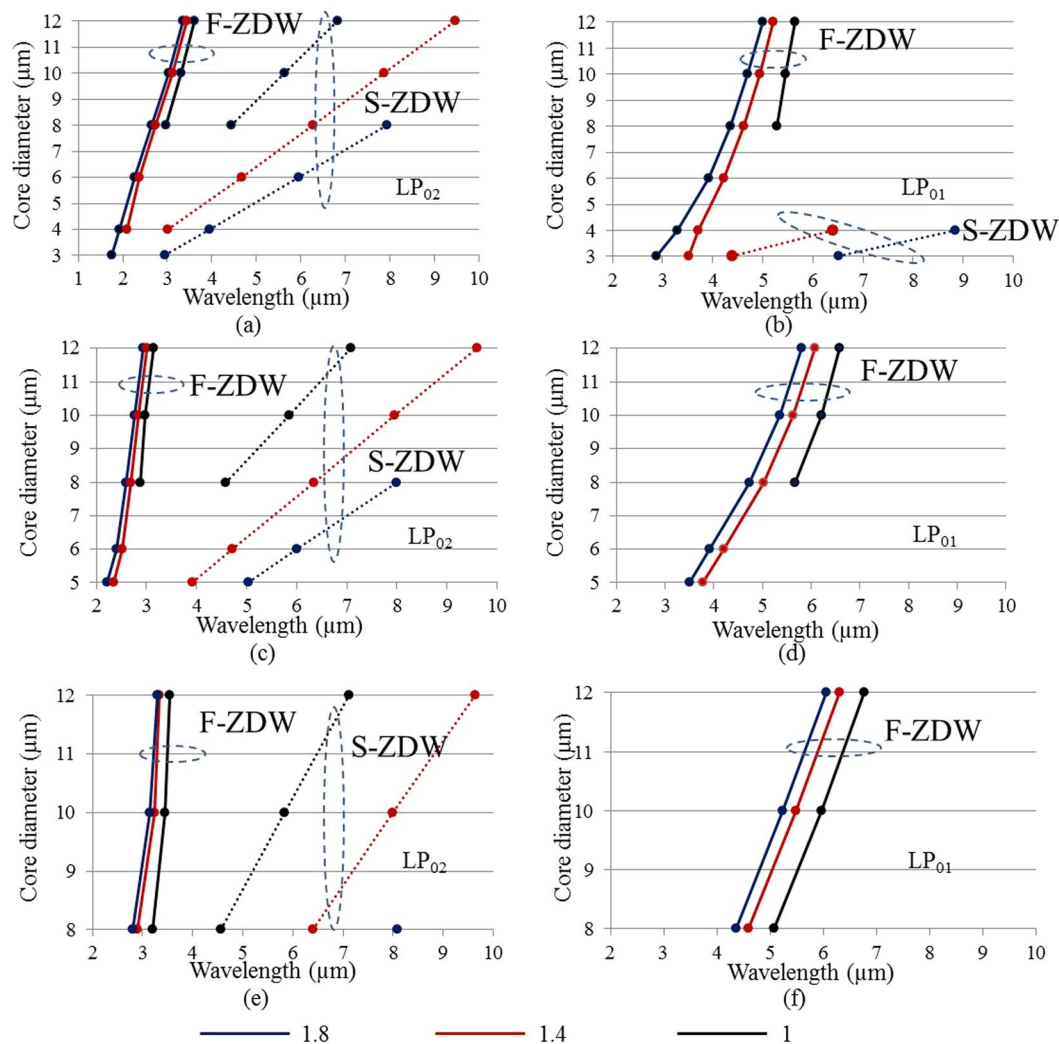 12
11
10
9
8
7
6
5
4
3
Core diameter (µm)
F-ZDW
S-ZDW
LP02
1 2 3 4 5 6 7 8 9 10
Wavelength (µm)
(a)
12
11
10
9
8
7
6
5
4
3
Core diameter (µm)
F-ZDW
LP01
S-ZDW
2 3 4 5 6 7 8 9 10
Wavelength (µm)
(b)
12
11
10
9
8
7
6
5
Core diameter (µm)
F-ZDW
S-ZDW
LP02
2 3 4 5 6 7 8 9 10
Wavelength (µm)
(c)
12
11
10
9
8
7
6
5
Core diameter (µm)
F-ZDW
LP01
2 3 4 5 6 7 8 9 10
Wavelength (µm)
(d)
12
11
10
9
8
Core diameter (µm)
F-ZDW
S-ZDW
LP02
2 3 4 5 6 7 8 9 10
Wavelength (µm)
(e)
12
11
10
9
8
Core diameter (µm)
F-ZDW
LP01
2 3 4 5 6 7 8 9 10
Wavelength (µm)
(f)
1.8 1.4 1